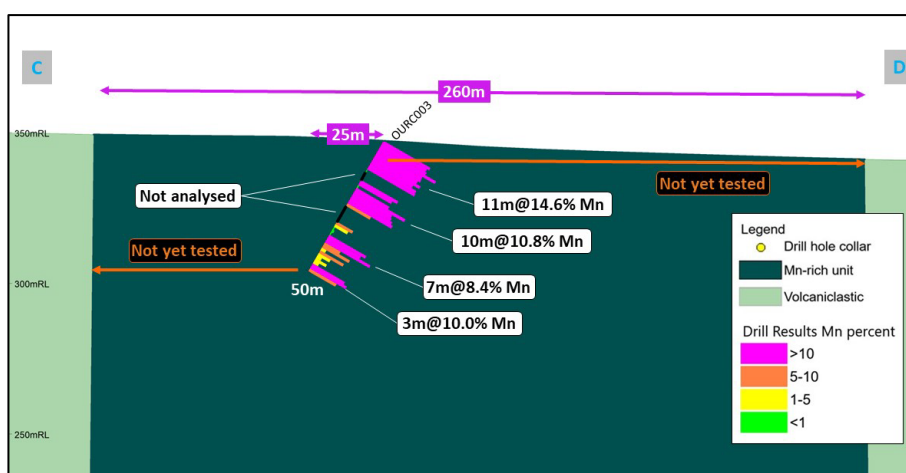 C
D
260m
OURC003
350mRL
25m
Not analysed
Not yet tested
11m@14.6% Mn
10m@10.8% Mn
Not yet tested
300mRL
50m
7m@8.4% Mn
3m@10.0% Mn
250mRL
Legend
Drill hole collar
Mn-rich unit
Volcaniclastic
Drill Results Mn percent
>10
5-10
1-5
<1